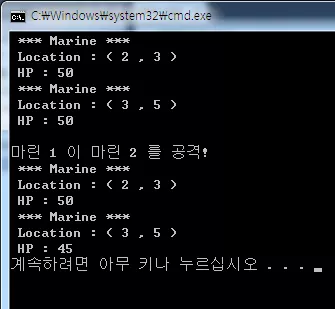 C:\Windows\system32\cmd.exe
*** Marine ***
Location : ( 2 , 3 )
HP : 50
*** Marine ***
Location : ( 3 , 5 )
HP : 50
마린 1 이 마린 2 를 공격!
*** Marine ***
Location : ( 2 , 3 )
HP : 50
*** Marine ***
Location : ( 3 , 5 )
HP : 45
계속하려면 아무 키나 누르십시오 . . .